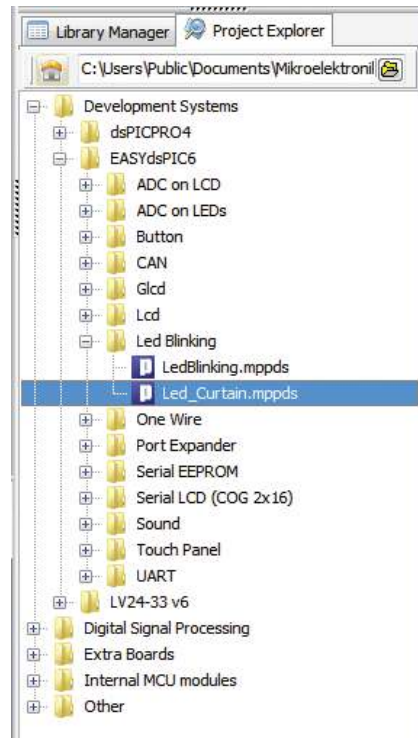 Library Manager Project Explorer
C:\Users\Public\Documents\Mikroelektronil
Development Systems
dsPICPRO4
EASYdsPIC6
ADC on LCD
ADC on LEDs
Button
CAN
Glcd
Lcd
Led Blinking
LedBlinking.mppds
Led_Curtain.mppds
One Wire
Port Expander
Serial EEPROM
Serial LCD (COG 2x16)
Sound
Touch Panel
UART
LV24-33 v6
Digital Signal Processing
Extra Boards
Internal MCU modules
Other